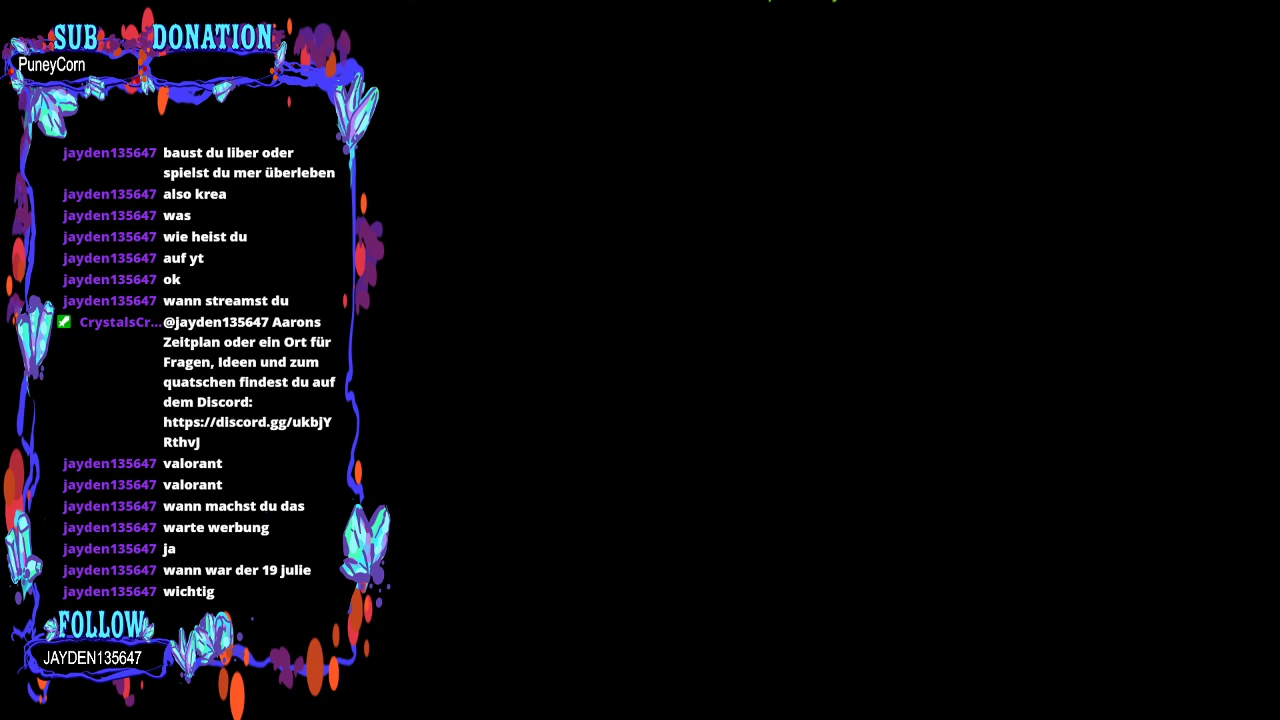 SUB DONATION
PuneyCorn
jayden135647 baust du liber oder
spielst du mer überleben
jayden135647 also krea
jayden135647 was
jayden135647 wie heist du
jayden135647 auf yt
jayden135647 ok
jayden135647 wann streamst du
CrystalsCr... @jayden135647 Aarons
Zeitplan oder ein Ort für
Fragen, Ideen und zum
quatschen findest du auf
dem Discord:
https://discord.gg/ukbjY
RthvJ
jayden135647 valorant
jayden135647 valorant
jayden135647 wann machst du das
jayden135647 warte werbung
jayden135647 ja
jayden135647 wann war der 19 julie
jayden135647 wichtig
FOLLOW
JAYDEN135647